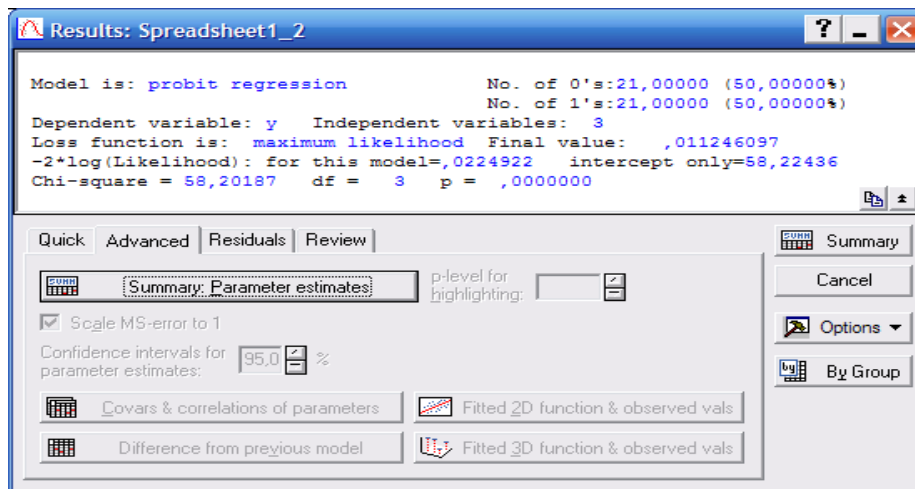 Results: Spreadsheet1_2
Model is: probit regression No. of 0's:21,00000 (50,00000%)
No. of 1's:21,00000 (50,00000%)
Dependent variable: y Independent variables: 3
Loss function is: maximum likelihood Final value: ,011246097
-2*log(Likelihood): for this model=,0224922 intercept only=58,22436
Chi-square = 58,20187 df = 3 p = ,0000000
Quick Advanced Residuals Review
Summary
Summary: Parameter estimates
p-level for highlighting:
Cancel
Scale MS-error to 1
Options
Confidence intervals for parameter estimates: 95,0 %
By Group
Covars & correlations of parameters
Fitted 2D function & observed vals
Difference from previous model
Fitted 3D function & observed vals